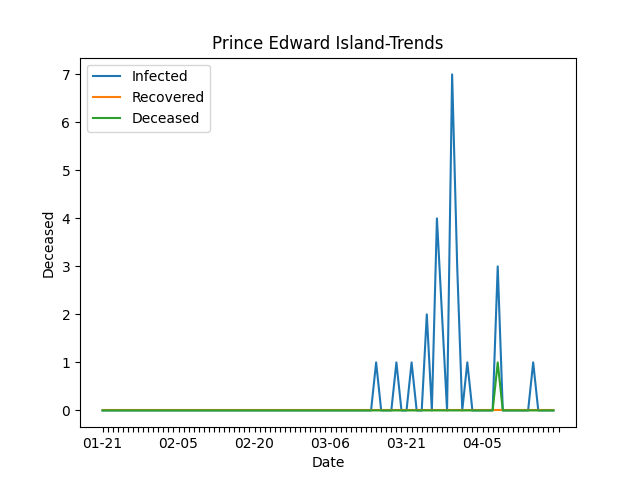 Prince Edward Island-Trends
Infected
Recovered
Deceased
7
6
5
4
3
2
1
0
Deceased
01-21 02-05 02-20 03-06 03-21 04-05
Date